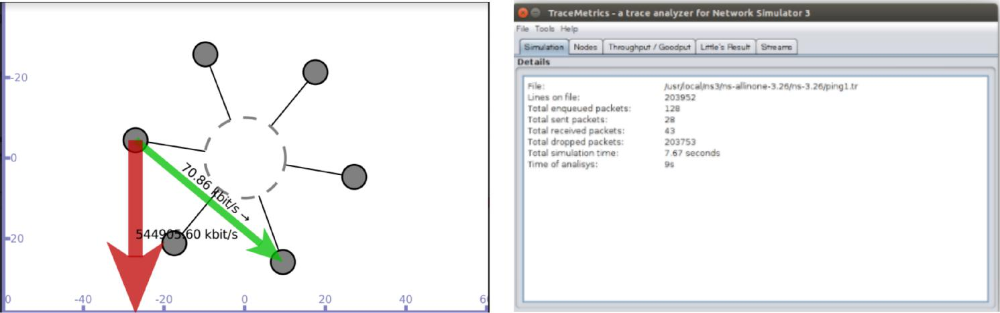 -20
0
20
70.86 kbit/s →
544905.60 kbit/s
0 -40 -20 0 20 40 60
TraceMetrics - a trace analyzer for Network Simulator 3
File Tools Help
Simulation Nodes Throughput / Goodput Little's Result Streams
Details
File: /usr/local/ns3/ns-allinone-3.26/ns-3.26/ping1.tr
Lines on file: 203952
Total enqueued packets: 128
Total sent packets: 28
Total received packets: 43
Total dropped packets: 203753
Total simulation time: 7.67 seconds
Time of analisys: 9s